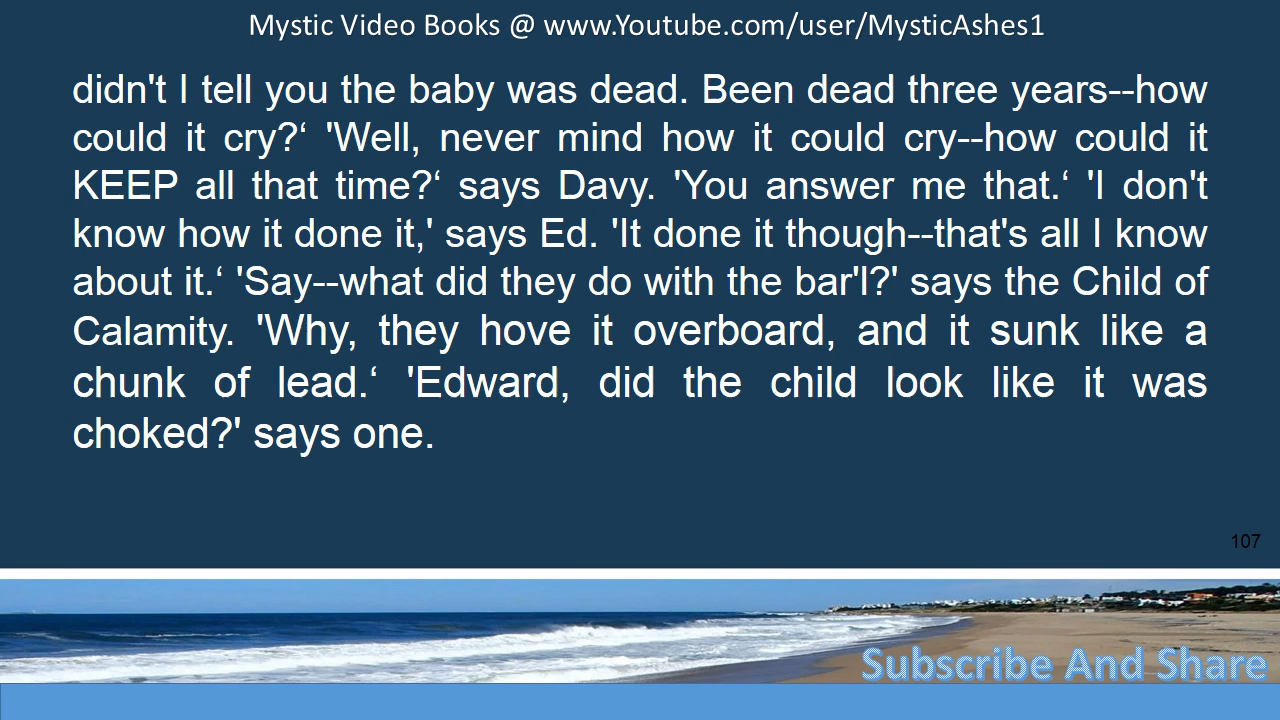 Mystic Video Books @ www.Youtube.com/user/MysticAshes1
didn't I tell you the baby was dead. Been dead three years--how
could it cry?‘ 'Well, never mind how it could cry--how could it
KEEP all that time?‘ says Davy. 'You answer me that.‘ 'I don't
know how it done it,' says Ed. 'It done it though--that's all I know
about it.‘ 'Say--what did they do with the bar'l?' says the Child of
Calamity. 'Why, they hove it overboard, and it sunk like a
chunk of lead.‘ 'Edward, did the child look like it was
choked?' says one.
107
Subscribe And Share